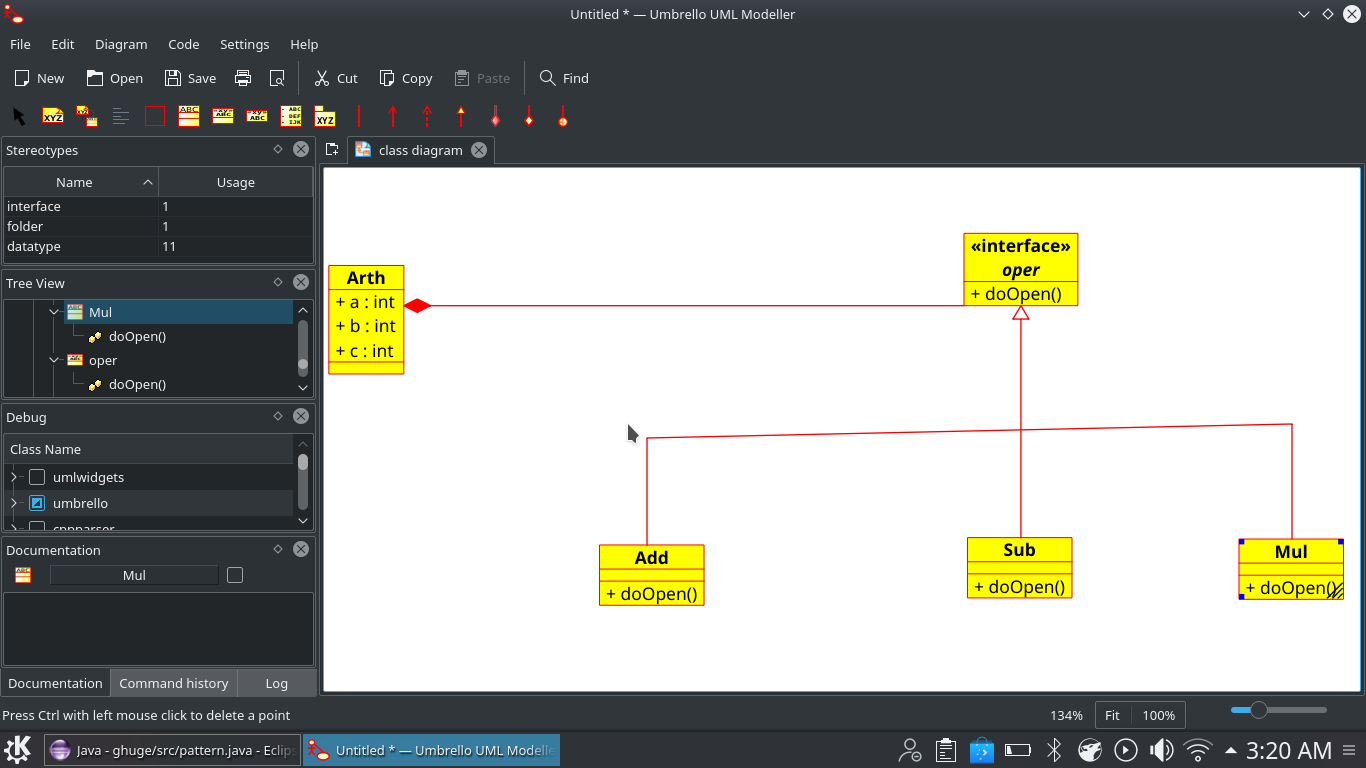 Untitled * — Umbrello UML Modeller
File Edit Diagram Code Settings Help
New Open Save Cut Copy Paste Find
XYZ XYZ ABC ABC ABC ABC DEF IJK XYZ
Stereotypes
class diagram
Name Usage
interface 1
folder 1
datatype 11
Tree View
Mul
doOpen()
oper
doOpen()
Debug
Class Name
umlwidgets
umbrello
cppparser
Documentation
Mul
Documentation Command history Log
«interface»
oper
+ doOpen()
Arth
+ a : int
+ b : int
+ c : int
Add
+ doOpen()
Sub
+ doOpen()
Mul
+ doOpen()
Press Ctrl with left mouse click to delete a point
134% Fit 100%
Java - ghuge/src/pattern.java - Eclips
Untitled * — Umbrello UML Modelle
3:20 AM